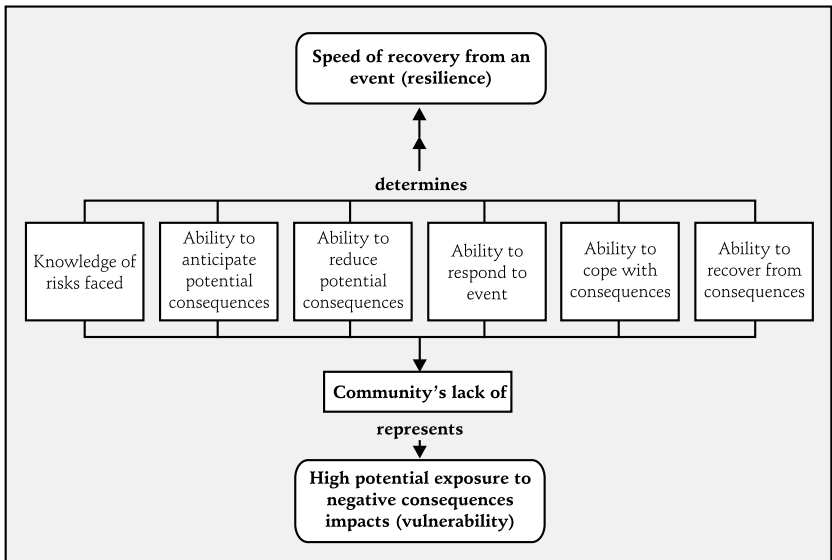 Speed of recovery from an
event (resilience)
determines
Knowledge of
risks faced
Ability to
anticipate
potential
consequences
Ability to
reduce
potential
consequences
Ability to
respond to
event
Ability to
cope with
consequences
Ability to
recover from
consequences
Community's lack of
represents
High potential exposure to
negative consequences
impacts (vulnerability)